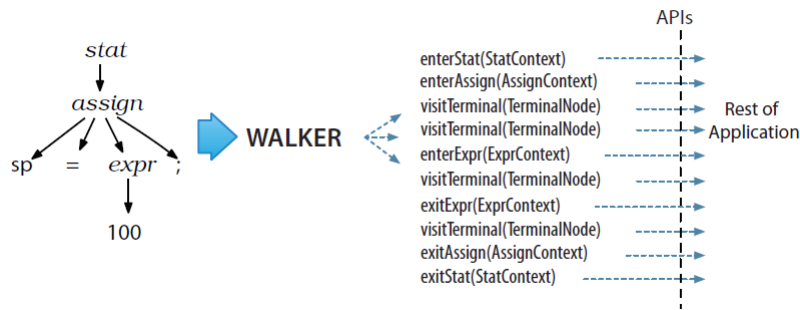 stat
assign
sp = expr ;
100
WALKER
APIs
enterStat(StatContext)
enterAssign(AssignContext)
visitTerminal(TerminalNode)
visitTerminal(TerminalNode)
enterExpr(ExprContext)
visitTerminal(TerminalNode)
exitExpr(ExprContext)
visitTerminal(TerminalNode)
exitAssign(AssignContext)
exitStat(StatContext)
Rest of
Application